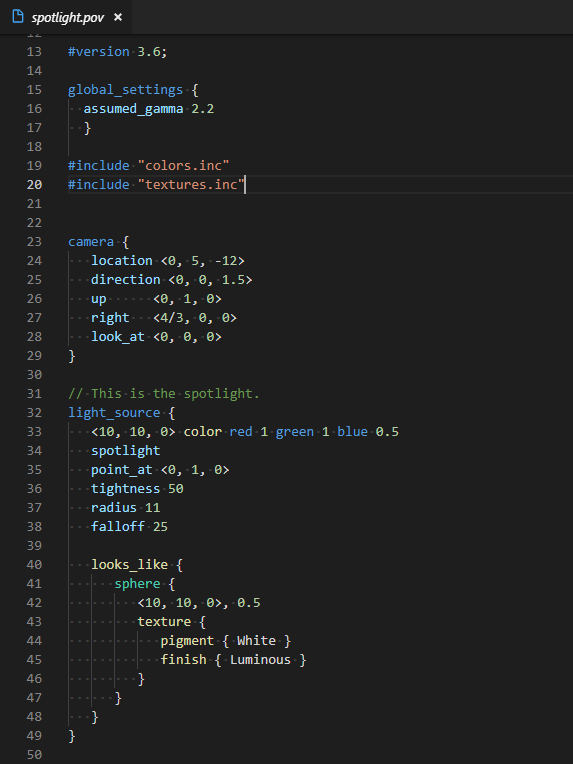 spotlight.pov ×
13 #version 3.6;
14
15 global_settings {
16   assumed_gamma 2.2
17   }
18
19 #include "colors.inc"
20 #include "textures.inc"
21
22
23 camera {
24    location <0, 5, -12>
25    direction <0, 0, 1.5>
26    up      <0, 1, 0>
27    right   <4/3, 0, 0>
28    look_at <0, 0, 0>
29 }
30
31 // This is the spotlight.
32 light_source {
33    <10, 10, 0> color red 1 green 1 blue 0.5
34    spotlight
35    point_at <0, 1, 0>
36    tightness 50
37    radius 11
38    falloff 25
39
40    looks_like {
41       sphere {
42          <10, 10, 0>, 0.5
43          texture {
44             pigment { White }
45             finish { Luminous }
46          }
47       }
48    }
49 }
50